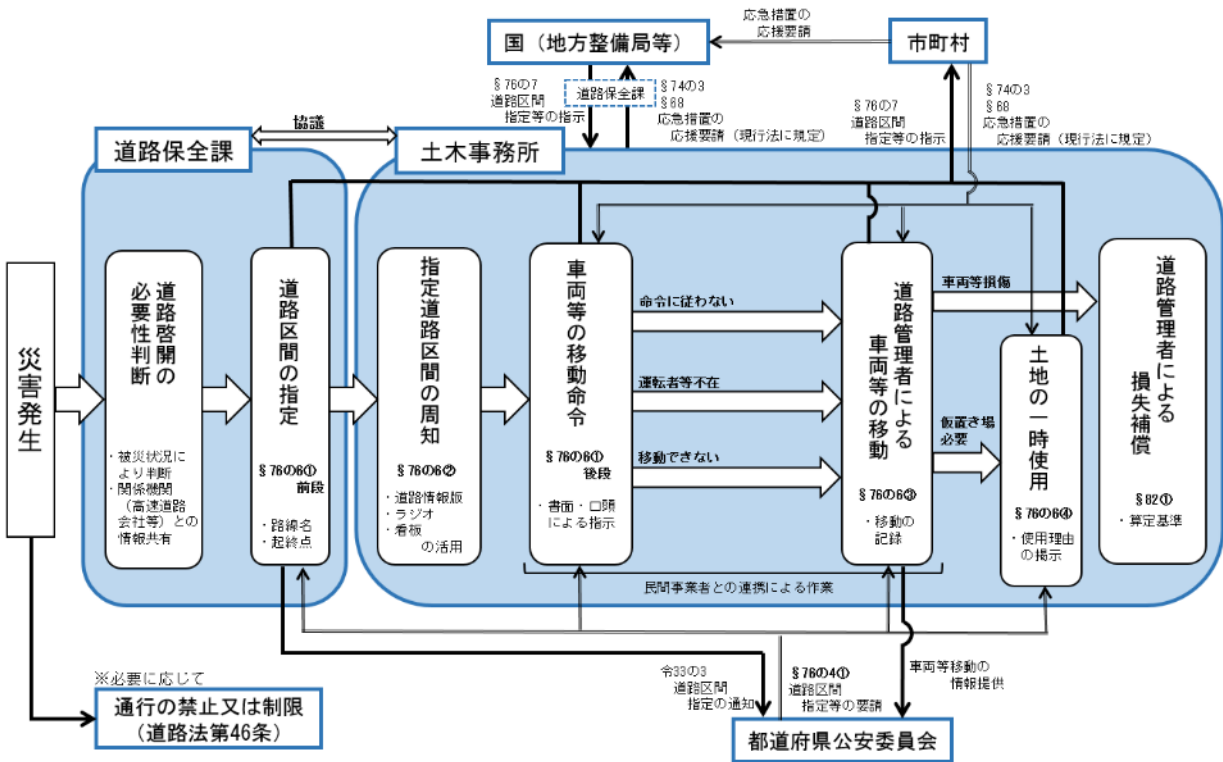 国（地方整備局等）
応急措置の
応援要請
市町村
§76の7
道路区間
指定等の指示
道路保全課
§74の3
§68
応急措置の
応援要請（現行法に規定）
§76の7
道路区間
指定等の指示
§74の3
§68
応急措置の
応援要請（現行法に規定）
道路保全課
協議
土木事務所
災害発生
道路啓開の
必要性判断
・被災状況に
より判断
・関係機関
（高速道路
会社等）との
情報共有
道路区間の指定
§76の6①
前段
・路線名
・起終点
指定道路区間の周知
§76の6②
・道路情報版
・ラジオ
・看板
の活用
車両等の移動命令
§76の6①
後段
・書面・口頭
による指示
命令に従わない
運転者等不在
移動できない
道路管理者による
車両等の移動
§76の6③
・移動の
記録
車両等損傷
仮置き場
必要
土地の一時使用
§76の6④
・使用理由
の掲示
道路管理者による
損失補償
§82①
・算定基準
民間事業者との連携による作業
※必要に応じて
通行の禁止又は制限
（道路法第46条）
令33の3
道路区間
指定の通知
§76の4①
道路区間
指定等の要請
車両等移動の
情報提供
都道府県公安委員会